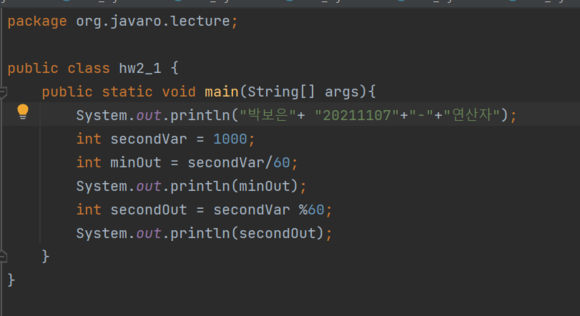 package org.javaro.lecture;
public class hw2_1 {
public static void main(String[] args){
System.out.println("박보은"+ "20211107"+"-"+"연산자");
int secondVar = 1000;
int minOut = secondVar/60;
System.out.println(minOut);
int secondOut = secondVar %60;
System.out.println(secondOut);
}
}